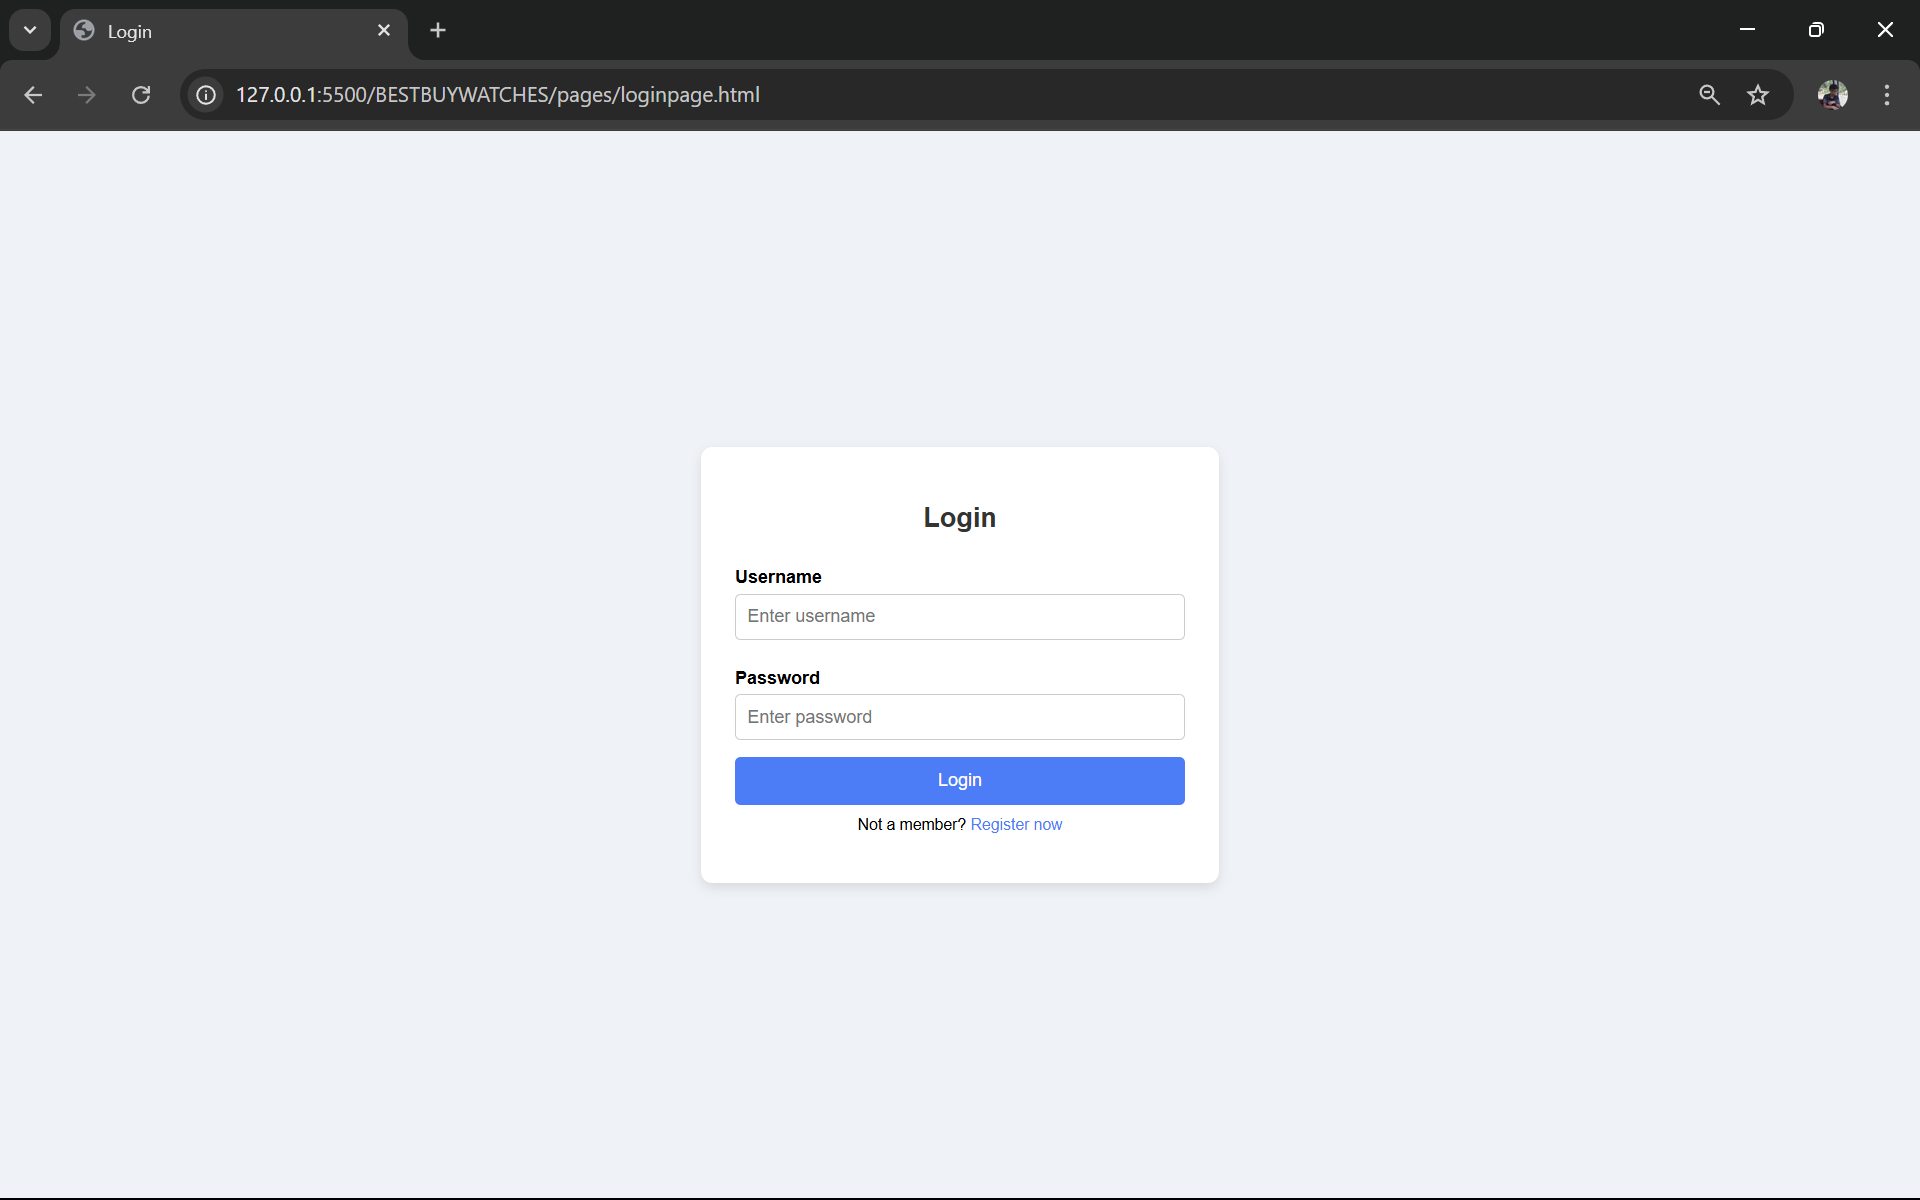 Login
127.0.0.1:5500/BESTBUYWATCHES/pages/loginpage.html
Login
Username
Enter username
Password
Enter password
Login
Not a member? Register now